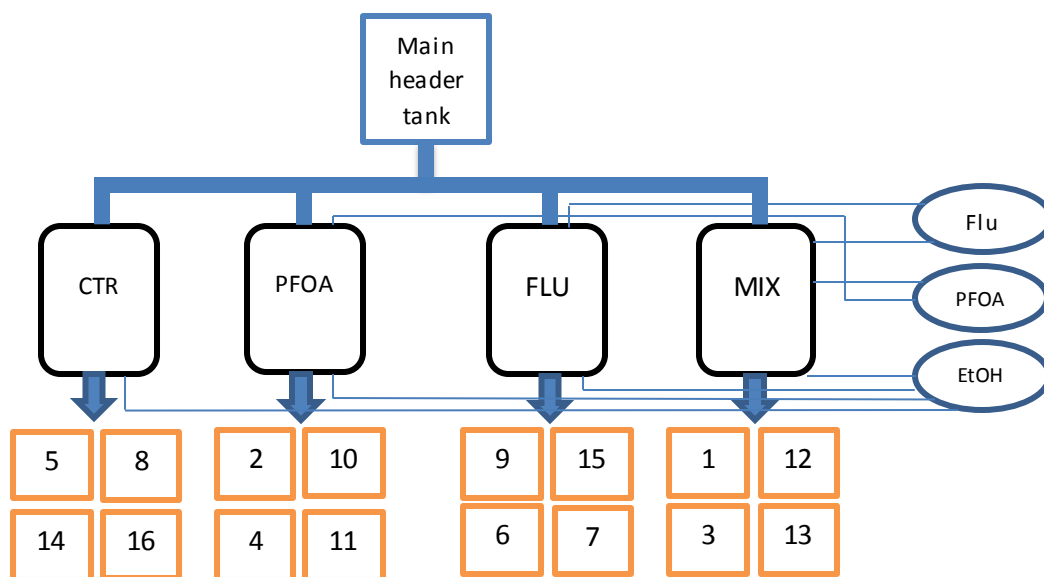 Main
header
tank
Flu
CTR
PFOA
FLU
MIX
PFOA
EtOH
5 8 2 10 9 15 1 12
14 16 4 11 6 7 3 13